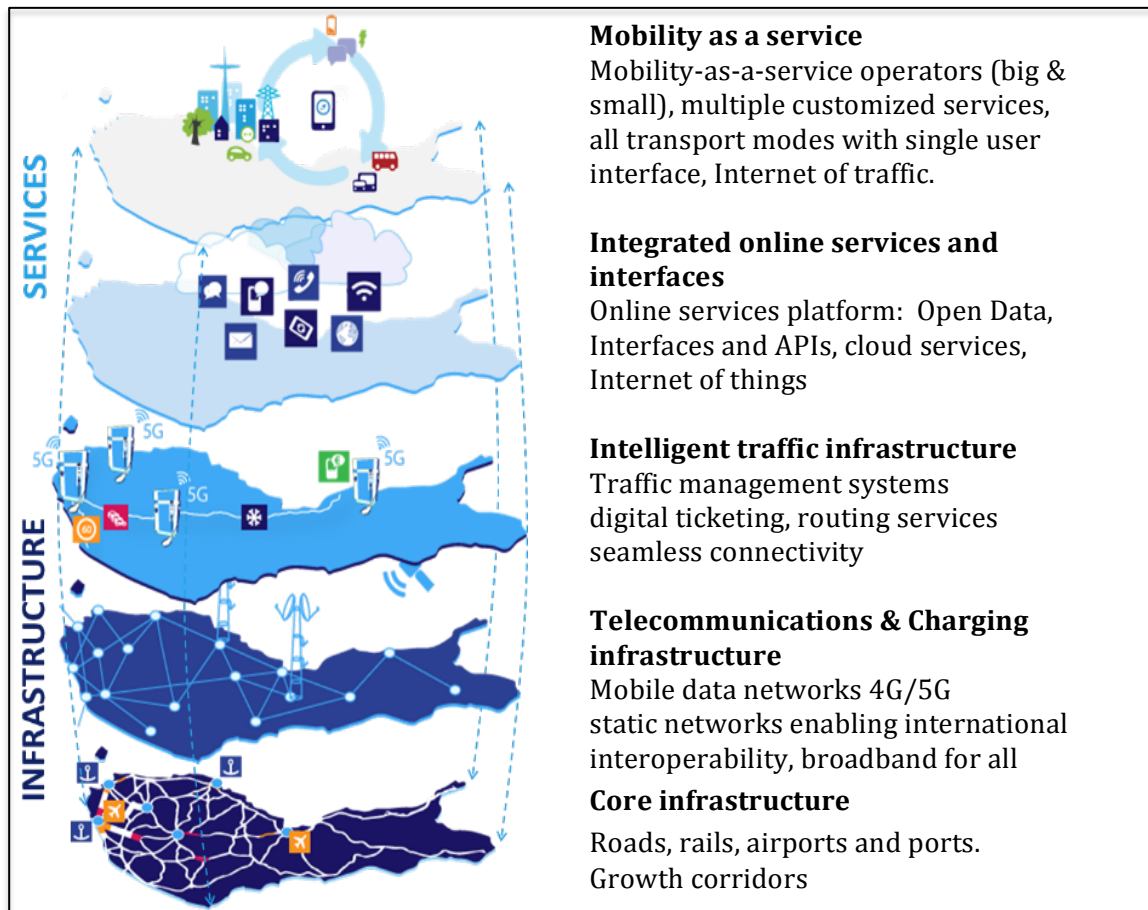 SERVICES
INFRASTRUCTURE
5G
5G
5G
5G
60
Mobility as a service
Mobility-as-a-service operators (big &
small), multiple customized services,
all transport modes with single user
interface, Internet of traffic.
Integrated online services and
interfaces
Online services platform:  Open Data,
Interfaces and APIs, cloud services,
Internet of things
Intelligent traffic infrastructure
Traffic management systems
digital ticketing, routing services
seamless connectivity
Telecommunications & Charging
infrastructure
Mobile data networks 4G/5G
static networks enabling international
interoperability, broadband for all
Core infrastructure
Roads, rails, airports and ports.
Growth corridors